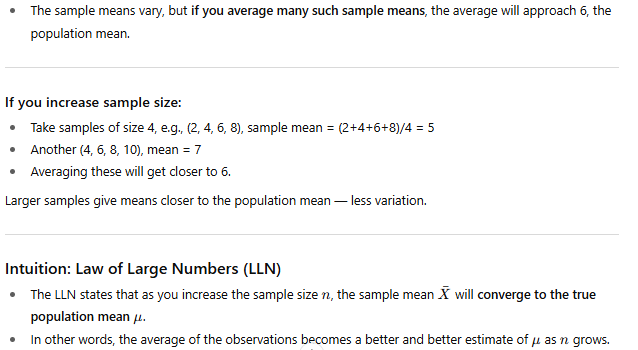 • The sample means vary, but if you average many such sample means, the average will approach 6, the
population mean.
If you increase sample size:
• Take samples of size 4, e.g., (2, 4, 6, 8), sample mean = (2+4+6+8)/4 = 5
• Another (4, 6, 8, 10), mean = 7
• Averaging these will get closer to 6.
Larger samples give means closer to the population mean — less variation.
Intuition: Law of Large Numbers (LLN)
• The LLN states that as you increase the sample size n, the sample mean X̄ will converge to the true
population mean μ.
• In other words, the average of the observations becomes a better and better estimate of μ as n grows.